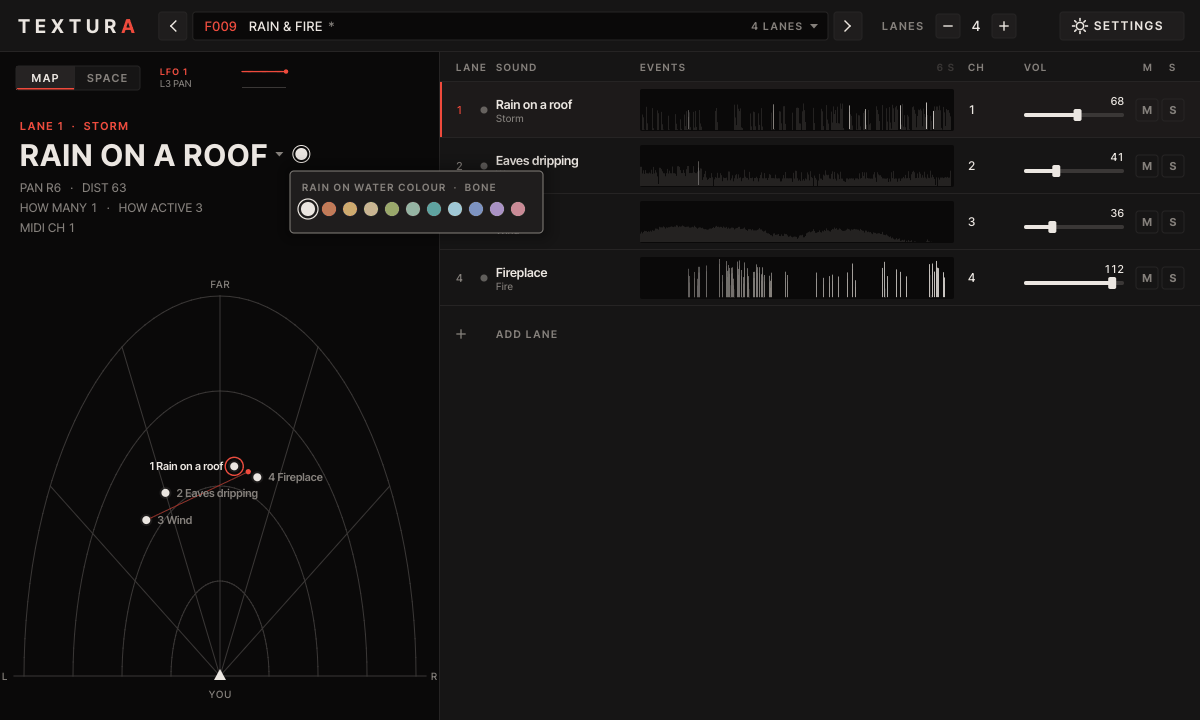 TEXTURA
F009 RAIN & FIRE *
4 LANES
LANES
4
SETTINGS
MAP
SPACE
LFO 1
L3 PAN
LANE 1 · STORM
RAIN ON A ROOF
PAN R6 · DIST 63
HOW MANY 1 · HOW ACTIVE 3
MIDI CH 1
RAIN ON WATER COLOUR · BONE
FAR
1 Rain on a roof
4 Fireplace
2 Eaves dripping
3 Wind
L
R
YOU
LANE SOUND EVENTS 6 S CH VOL M S
1 Rain on a roof 1 68 M S
Storm
2 Eaves dripping 2 41 M S
3 36 M S
4 Fireplace 4 112 M S
Fire
+ ADD LANE